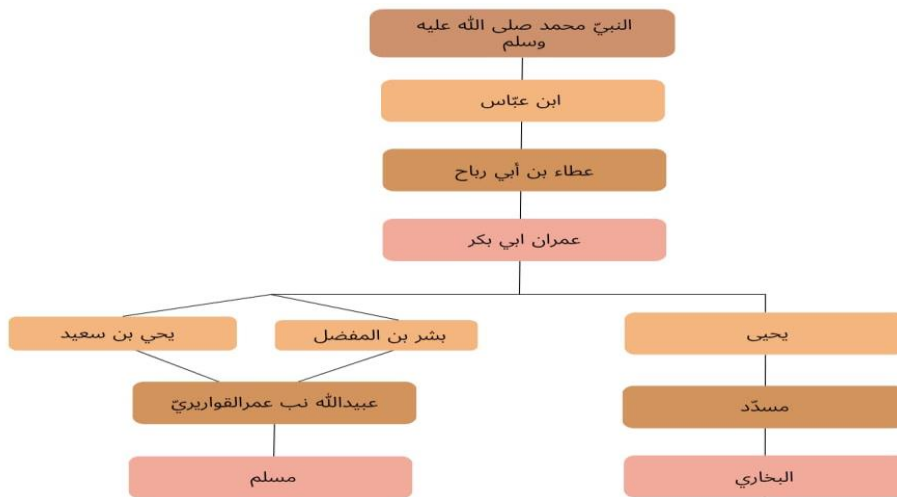 النبيّ محمد صلى الله عليه
وسلم
ابن عبّاس
عطاء بن أبي رباح
عمران ابي بكر
يحيى
بشر بن المفضل
يحي بن سعيد
مسدّد
عبيدالله نب عمرالقواريريّ
البخاري
مسلم